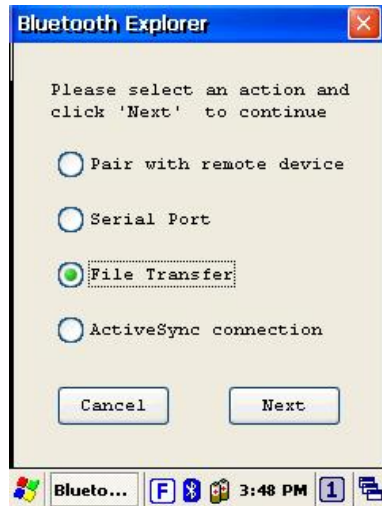 Bluetooth Explorer
Please select an action and
click 'Next' to continue
Pair with remote device
Serial Port
File Transfer
ActiveSync connection
Cancel Next
Blueto... F 3:48 PM 1